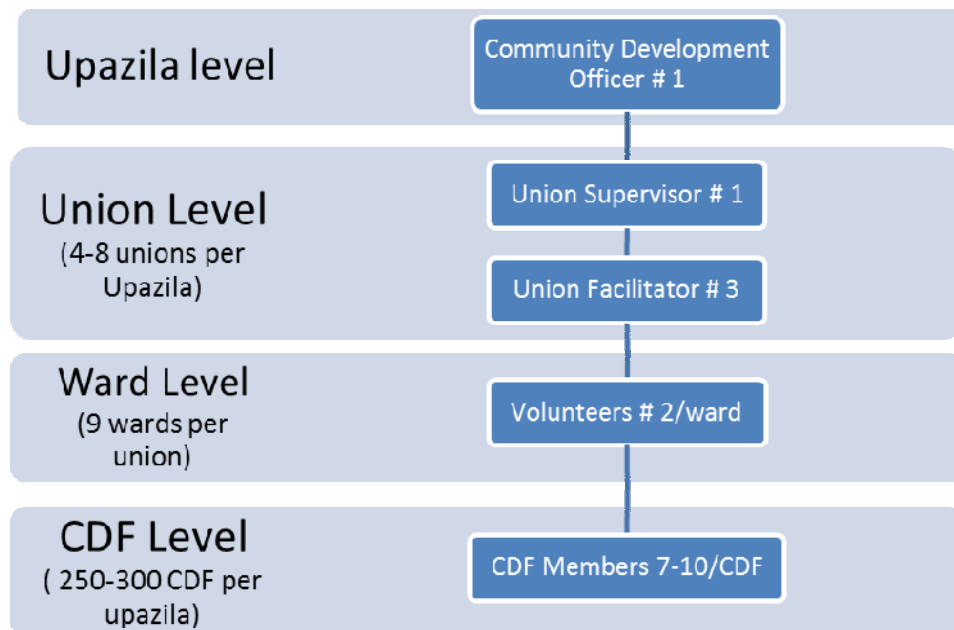 Upazila level
Community Development
Officer # 1
Union Level
(4-8 unions per
Upazila)
Union Supervisor # 1
Union Facilitator # 3
Ward Level
(9 wards per
union)
Volunteers # 2/ward
CDF Level
( 250-300 CDF per
upazila)
CDF Members 7-10/CDF